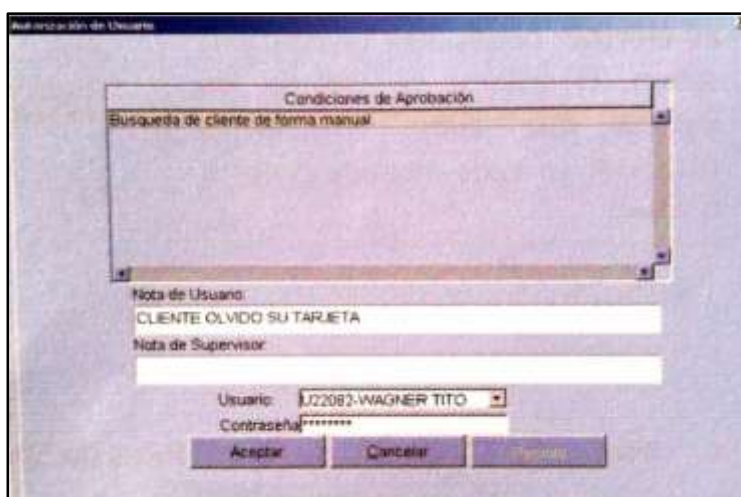 Autorización de Usuario
Condiciones de Aprobación
Busqueda de cliente de forma manual
Nota de Usuario:
CLIENTE OLVIDO SU TARJETA
Nota de Supervisor:
Usuario: U22082-WAGNER TITO
Contraseña ********
Aceptar Cancelar